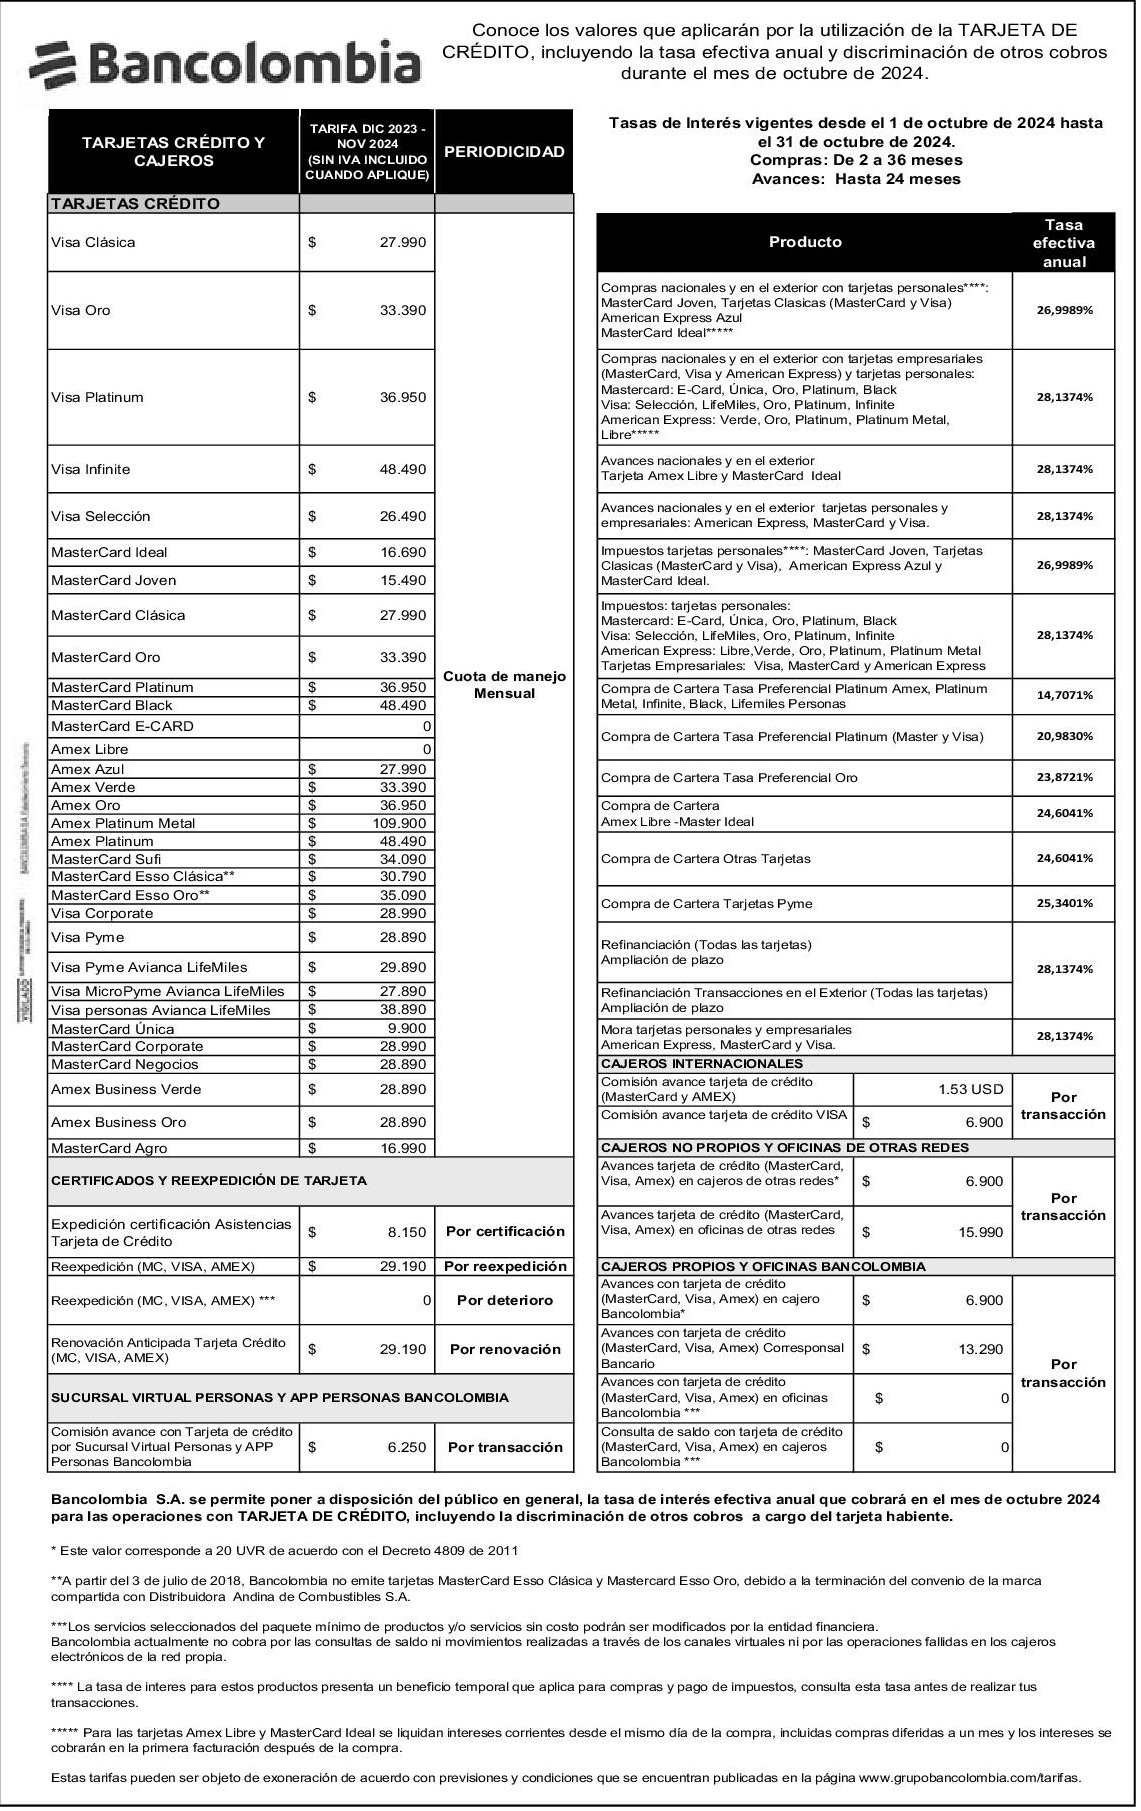 Bancolombia
Conoce los valores que aplicarán por la utilización de la TARJETA DE
CRÉDITO, incluyendo la tasa efectiva anual y discriminación de otros cobros
durante el mes de octubre de 2024.
TARJETAS CRÉDITO Y
CAJEROS
TARIFA DIC 2023 -
NOV 2024
(SIN IVA INCLUIDO
CUANDO APLIQUE)
PERIODICIDAD
TARJETAS CRÉDITO
Visa Clásica $ 27.990
Visa Oro $ 33.390
Visa Platinum $ 36.950
Visa Infinite $ 48.490
Visa Selección $ 26.490
MasterCard Ideal $ 16.690
MasterCard Joven $ 15.490
MasterCard Clásica $ 27.990
MasterCard Oro $ 33.390
MasterCard Platinum $ 36.950
MasterCard Black $ 48.490
MasterCard E-CARD 0
Amex Libre 0
Amex Azul $ 27.990
Amex Verde $ 33.390
Amex Oro $ 36.950
Amex Platinum Metal $ 109.900
Amex Platinum $ 48.490
MasterCard Sufi $ 34.090
MasterCard Esso Clásica** $ 30.790
MasterCard Esso Oro** $ 35.090
Visa Corporate $ 28.990
Visa Pyme $ 28.890
Visa Pyme Avianca LifeMiles $ 29.890
Visa MicroPyme Avianca LifeMiles $ 27.890
Visa personas Avianca LifeMiles $ 38.890
MasterCard Única $ 9.900
MasterCard Corporate $ 28.990
MasterCard Negocios $ 28.890
Amex Business Verde $ 28.890
Amex Business Oro $ 28.890
MasterCard Agro $ 16.990
Cuota de manejo
Mensual
CERTIFICADOS Y REEXPEDICIÓN DE TARJETA
Expedición certificación Asistencias
Tarjeta de Crédito $ 8.150 Por certificación
Reexpedición (MC, VISA, AMEX) $ 29.190 Por reexpedición
Reexpedición (MC, VISA, AMEX) *** 0 Por deterioro
Renovación Anticipada Tarjeta Crédito
(MC, VISA, AMEX) $ 29.190 Por renovación
SUCURSAL VIRTUAL PERSONAS Y APP PERSONAS BANCOLOMBIA
Comisión avance con Tarjeta de crédito
por Sucursal Virtual Personas y APP
Personas Bancolombia $ 6.250 Por transacción
Tasas de Interés vigentes desde el 1 de octubre de 2024 hasta
el 31 de octubre de 2024.
Compras: De 2 a 36 meses
Avances: Hasta 24 meses
Producto
Tasa
efectiva
anual
Compras nacionales y en el exterior con tarjetas personales****:
MasterCard Joven, Tarjetas Clasicas (MasterCard y Visa)
American Express Azul
MasterCard Ideal*****
26,9989%
Compras nacionales y en el exterior con tarjetas empresariales
(MasterCard, Visa y American Express) y tarjetas personales:
Mastercard: E-Card, Única, Oro, Platinum, Black
Visa: Selección, LifeMiles, Oro, Platinum, Infinite
American Express: Verde, Oro, Platinum, Platinum Metal,
Libre*****
28,1374%
Avances nacionales y en el exterior
Tarjeta Amex Libre y MasterCard Ideal
28,1374%
Avances nacionales y en el exterior tarjetas personales y
empresariales: American Express, MasterCard y Visa.
28,1374%
Impuestos tarjetas personales****: MasterCard Joven, Tarjetas
Clasicas (MasterCard y Visa), American Express Azul y
MasterCard Ideal.
26,9989%
Impuestos: tarjetas personales:
Mastercard: E-Card, Única, Oro, Platinum, Black
Visa: Selección, LifeMiles, Oro, Platinum, Infinite
American Express: Libre,Verde, Oro, Platinum, Platinum Metal
Tarjetas Empresariales: Visa, MasterCard y American Express
28,1374%
Compra de Cartera Tasa Preferencial Platinum Amex, Platinum
Metal, Infinite, Black, Lifemiles Personas
14,7071%
Compra de Cartera Tasa Preferencial Platinum (Master y Visa) 20,9830%
Compra de Cartera Tasa Preferencial Oro 23,8721%
Compra de Cartera
Amex Libre -Master Ideal
24,6041%
Compra de Cartera Otras Tarjetas 24,6041%
Compra de Cartera Tarjetas Pyme 25,3401%
Refinanciación (Todas las tarjetas)
Ampliación de plazo
28,1374%
Refinanciación Transacciones en el Exterior (Todas las tarjetas)
Ampliación de plazo
Mora tarjetas personales y empresariales
American Express, MasterCard y Visa.
28,1374%
CAJEROS INTERNACIONALES
Comisión avance tarjeta de crédito
(MasterCard y AMEX) 1.53 USD
Comisión avance tarjeta de crédito VISA $ 6.900
Por
transacción
CAJEROS NO PROPIOS Y OFICINAS DE OTRAS REDES
Avances tarjeta de crédito (MasterCard,
Visa, Amex) en cajeros de otras redes* $ 6.900
Avances tarjeta de crédito (MasterCard,
Visa, Amex) en oficinas de otras redes $ 15.990
Por
transacción
CAJEROS PROPIOS Y OFICINAS BANCOLOMBIA
Avances con tarjeta de crédito
(MasterCard, Visa, Amex) en cajero
Bancolombia* $ 6.900
Avances con tarjeta de crédito
(MasterCard, Visa, Amex) Corresponsal
Bancario $ 13.290
Avances con tarjeta de crédito
(MasterCard, Visa, Amex) en oficinas
Bancolombia *** $ 0
Consulta de saldo con tarjeta de crédito
(MasterCard, Visa, Amex) en cajeros
Bancolombia *** $ 0
Por
transacción
VIGILADO
Bancolombia S.A. se permite poner a disposición del público en general, la tasa de interés efectiva anual que cobrará en el mes de octubre 2024
para las operaciones con TARJETA DE CRÉDITO, incluyendo la discriminación de otros cobros a cargo del tarjeta habiente.
* Este valor corresponde a 20 UVR de acuerdo con el Decreto 4809 de 2011
**A partir del 3 de julio de 2018, Bancolombia no emite tarjetas MasterCard Esso Clásica y Mastercard Esso Oro, debido a la terminación del convenio de la marca
compartida con Distribuidora Andina de Combustibles S.A.
***Los servicios seleccionados del paquete mínimo de productos y/o servicios sin costo podrán ser modificados por la entidad financiera.
Bancolombia actualmente no cobra por las consultas de saldo ni movimientos realizadas a través de los canales virtuales ni por las operaciones fallidas en los cajeros
electrónicos de la red propia.
**** La tasa de interes para estos productos presenta un beneficio temporal que aplica para compras y pago de impuestos, consulta esta tasa antes de realizar tus
transacciones.
***** Para las tarjetas Amex Libre y MasterCard Ideal se liquidan intereses corrientes desde el mismo día de la compra, incluidas compras diferidas a un mes y los intereses se
cobrarán en la primera facturación después de la compra.
Estas tarifas pueden ser objeto de exoneración de acuerdo con previsiones y condiciones que se encuentran publicadas en la página www.grupobancolombia.com/tarifas.